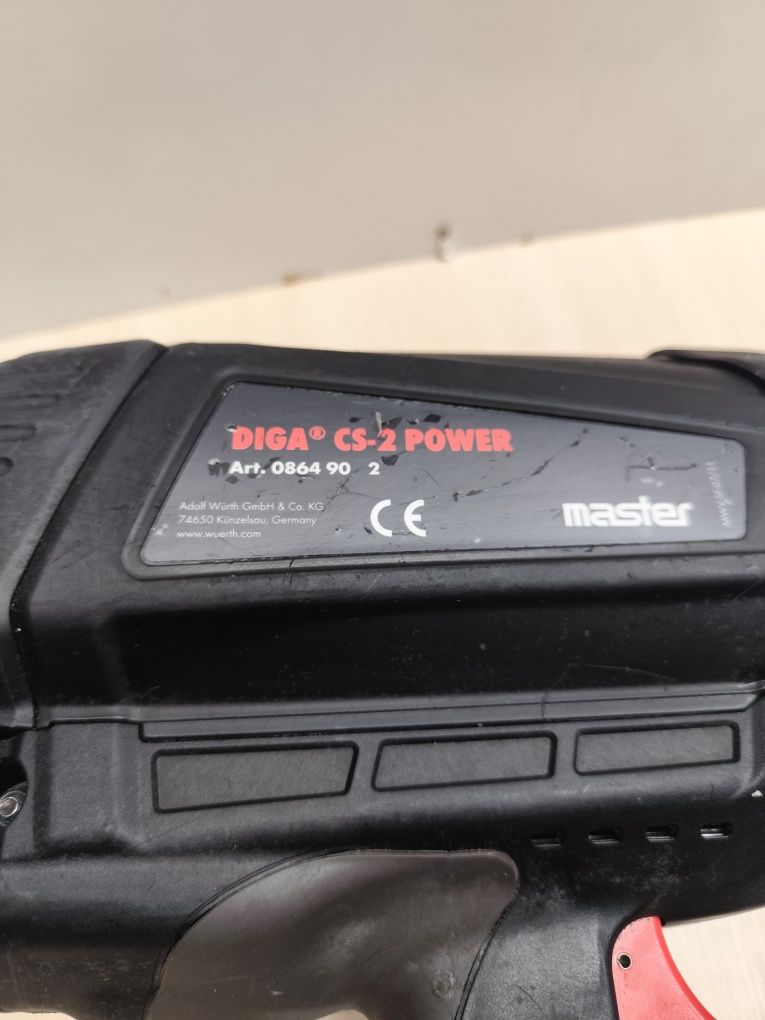 DIGA® CS-2 POWER
Art. 0864 90 2
Adolf Würth GmbH & Co. KG
74650 Künzelsau, Germany
www.wuerth.com
CE
master